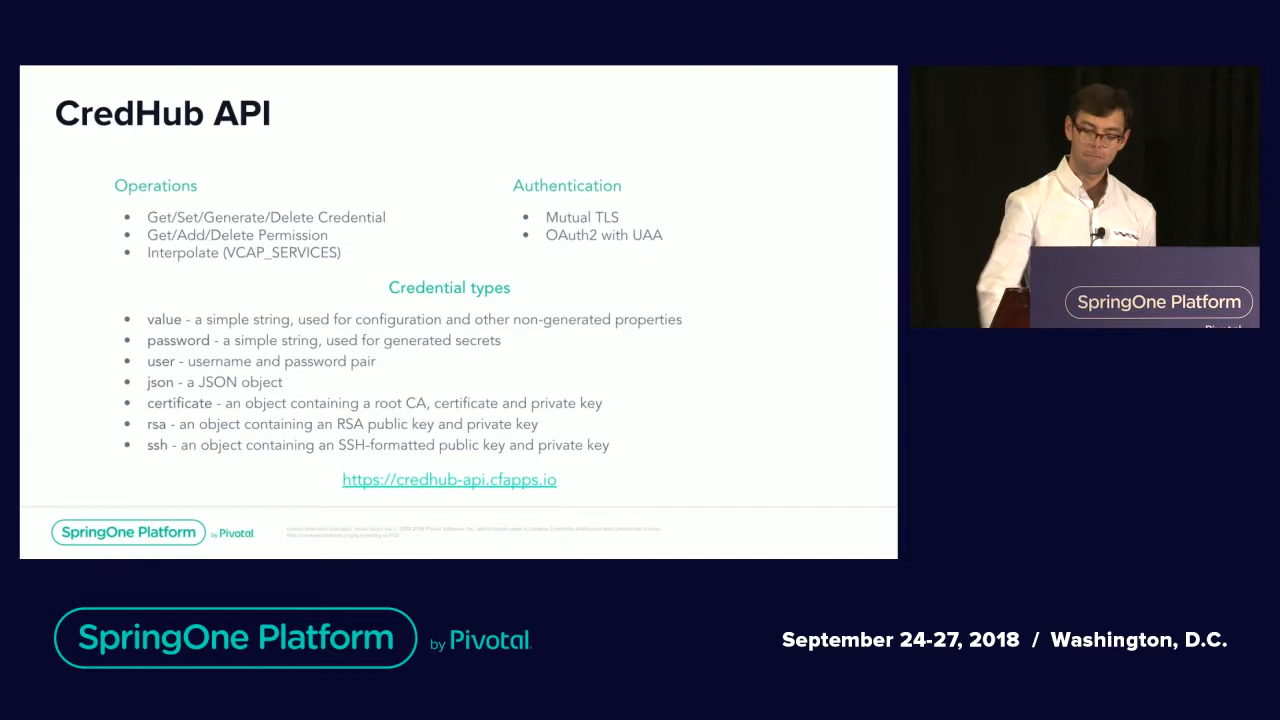 CredHub API
Operations
• Get/Set/Generate/Delete Credential
• Get/Add/Delete Permission
• Interpolate (VCAP_SERVICES)
Authentication
• Mutual TLS
• OAuth2 with UAA
Credential types
• value - a simple string, used for configuration and other non-generated properties
• password - a simple string, used for generated secrets
• user - username and password pair
• json - a JSON object
• certificate - an object containing a root CA, certificate and private key
• rsa - an object containing an RSA public key and private key
• ssh - an object containing an SSH-formatted public key and private key
https://credhub-api.cfapps.io
SpringOne Platform by Pivotal
SpringOne Platform
Pivotal
SpringOne Platform by Pivotal.
September 24-27, 2018 / Washington, D.C.